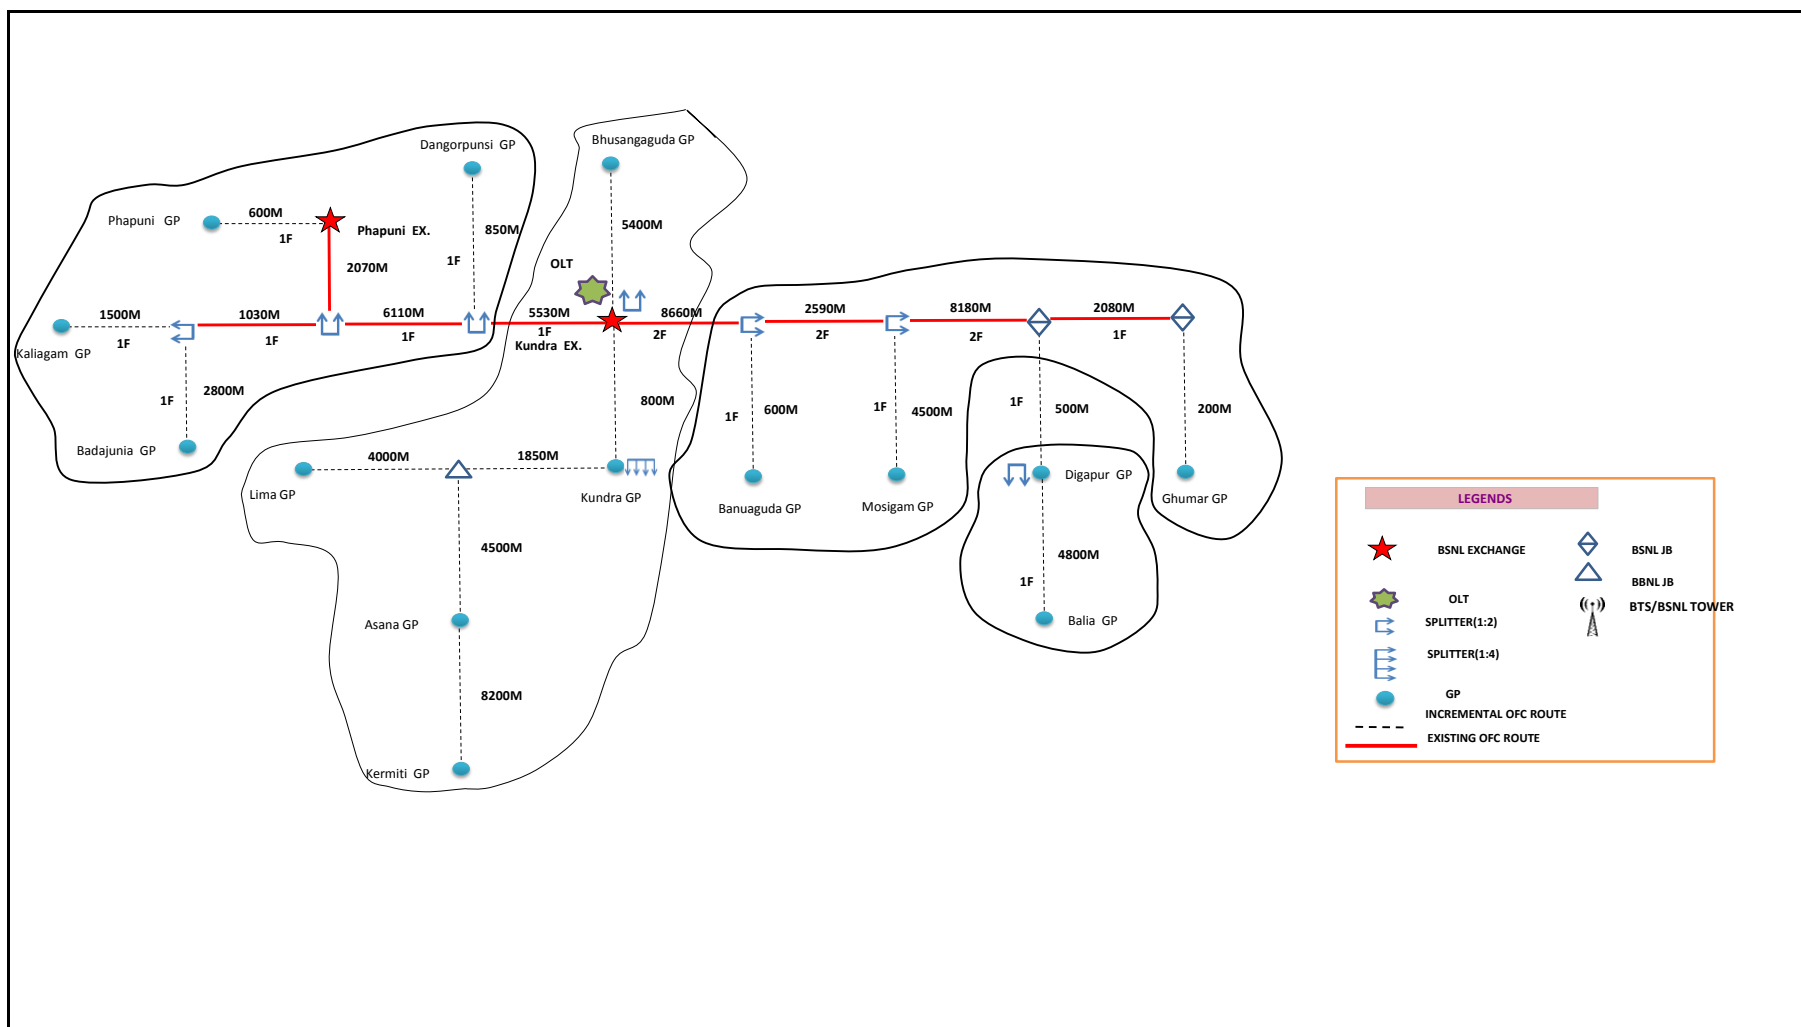 Dangorpunsi GP
Bhusangaguda GP
Phapuni GP
600M
1F
Phapuni EX.
850M
5400M
1F
2070M
OLT
1500M
1030M
6110M
5530M
8660M
2590M
8180M
2080M
1F
1F
1F
1F
2F
2F
2F
1F
Kaliagam GP
Kundra EX.
2800M
1F
800M
1F
600M
1F
4500M
1F
500M
200M
Badajunia GP
4000M
1850M
Lima GP
Kundra GP
Banuaguda GP
Mosigam GP
Digapur GP
Ghumar GP
4500M
4800M
1F
Asana GP
Balia GP
8200M
Kermiti GP
LEGENDS
BSNL EXCHANGE
BSNL JB
BBNL JB
OLT
BTS/BSNL TOWER
SPLITTER(1:2)
SPLITTER(1:4)
GP
INCREMENTAL OFC ROUTE
EXISTING OFC ROUTE